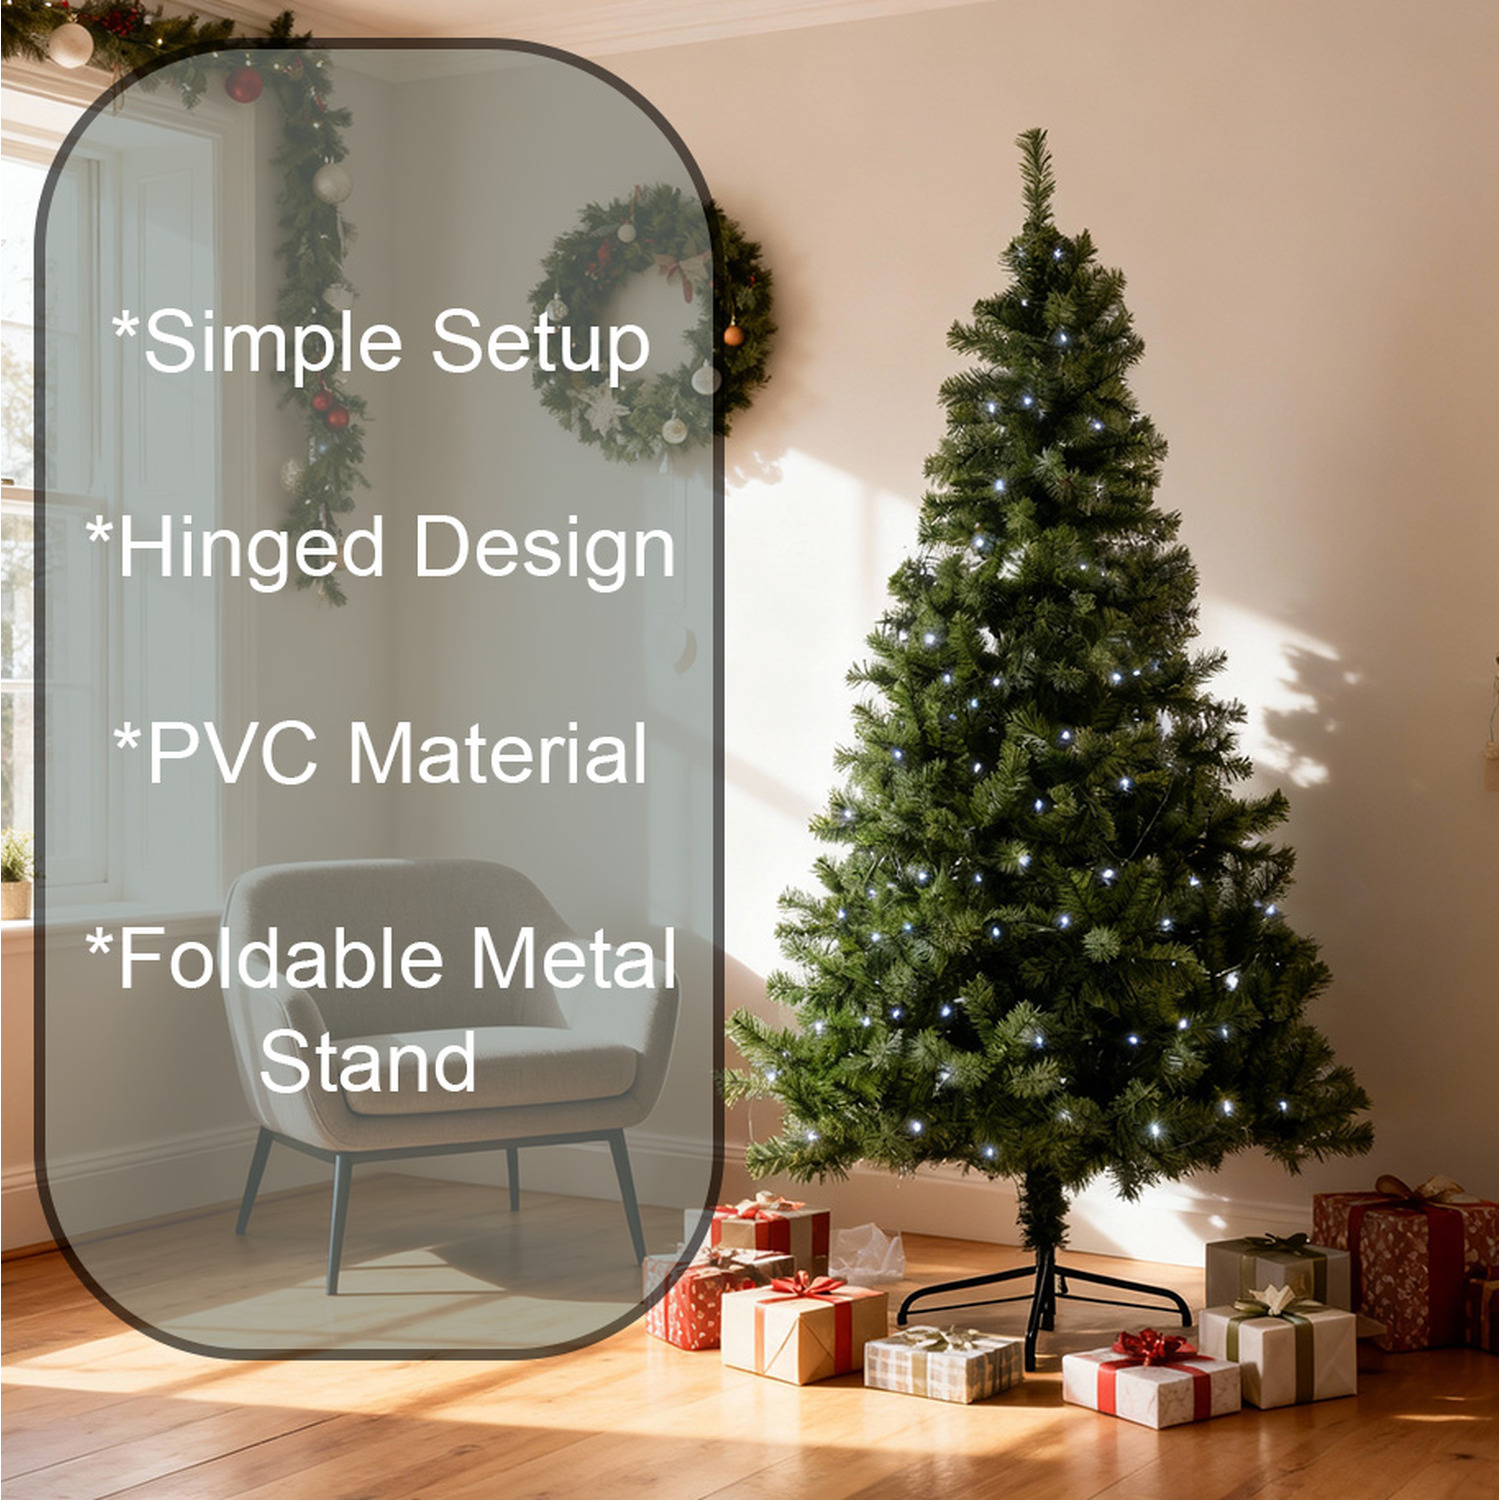 *Simple Setup
*Hinged Design
*PVC Material
*Foldable Metal
Stand